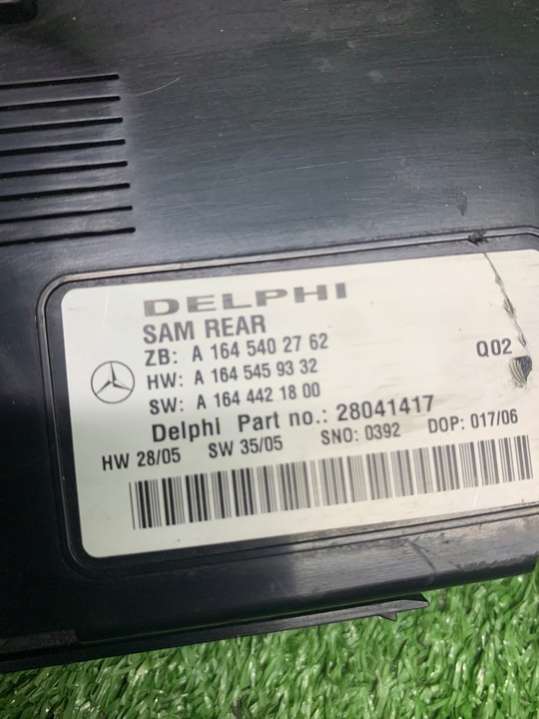 DELPHI
SAM REAR
ZB: A 164 540 27 62
HW: A 164 545 93 32
SW: A 164 442 18 00
Q02
Delphi Part no.: 28041417
HW 28/05 SW 35/05 SNO: 0392 DOP: 017/06